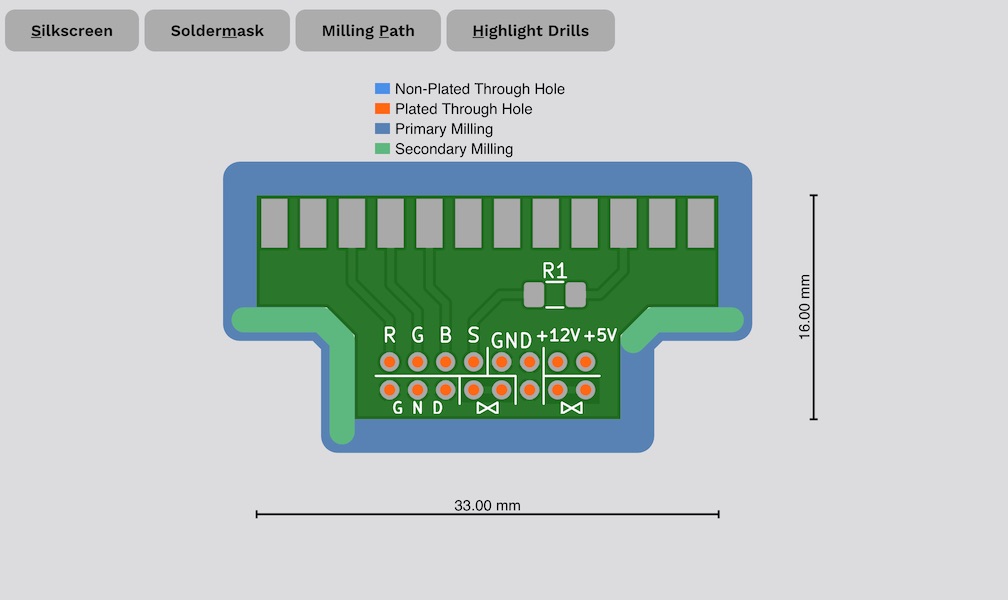 Silkscreen
Soldermask
Milling Path
Highlight Drills
Non-Plated Through Hole
Plated Through Hole
Primary Milling
Secondary Milling
R1
R G B S GND +12V +5V
G N D
16.00 mm
33.00 mm